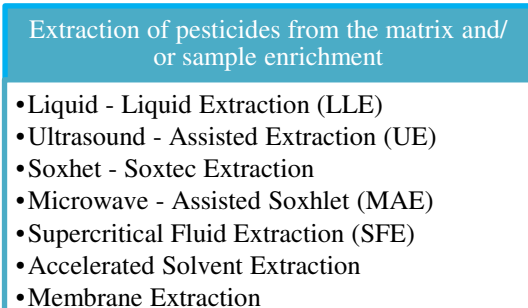 Extraction of pesticides from the matrix and/
or sample enrichment
•Liquid - Liquid Extraction (LLE)
•Ultrasound - Assisted Extraction (UE)
•Soxhet - Soxtec Extraction
•Microwave - Assisted Soxhlet (MAE)
•Supercritical Fluid Extraction (SFE)
•Accelerated Solvent Extraction
•Membrane Extraction